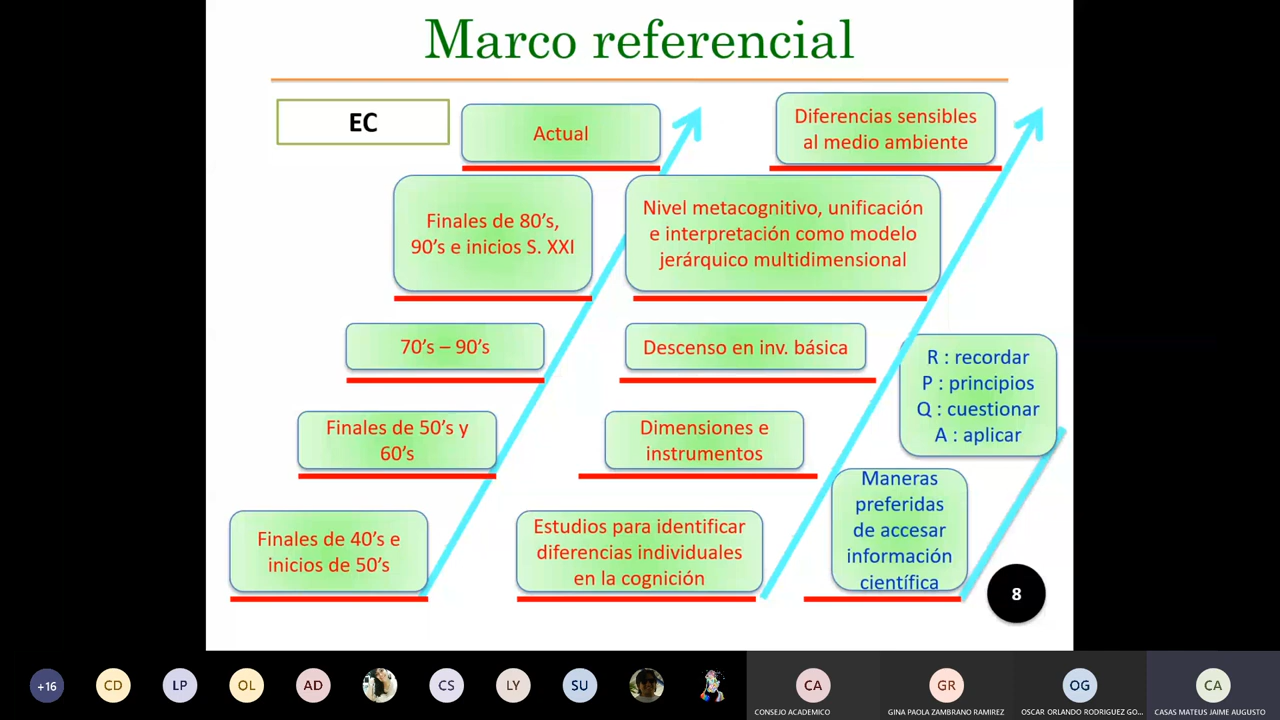 Marco referencial
EC
Actual
Diferencias sensibles
al medio ambiente
Finales de 80's,
90's e inicios S. XXI
Nivel metacognitivo, unificación
e interpretación como modelo
jerárquico multidimensional
70's – 90's
Descenso en inv. básica
R : recordar
P : principios
Q : cuestionar
A : aplicar
Finales de 50's y
60's
Dimensiones e
instrumentos
Maneras
preferidas
de accesar
información
científica
Finales de 40's e
inicios de 50's
Estudios para identificar
diferencias individuales
en la cognición
8
+16
CD
LP
OL
AD
CS
LY
SU
CA
GR
OG
CA
CONSEJO ACADEMICO
GINA PAOLA ZAMBRANO RAMIREZ
OSCAR ORLANDO RODRIGUEZ GO...
CASAS MATEUS JAIME AUGUSTO